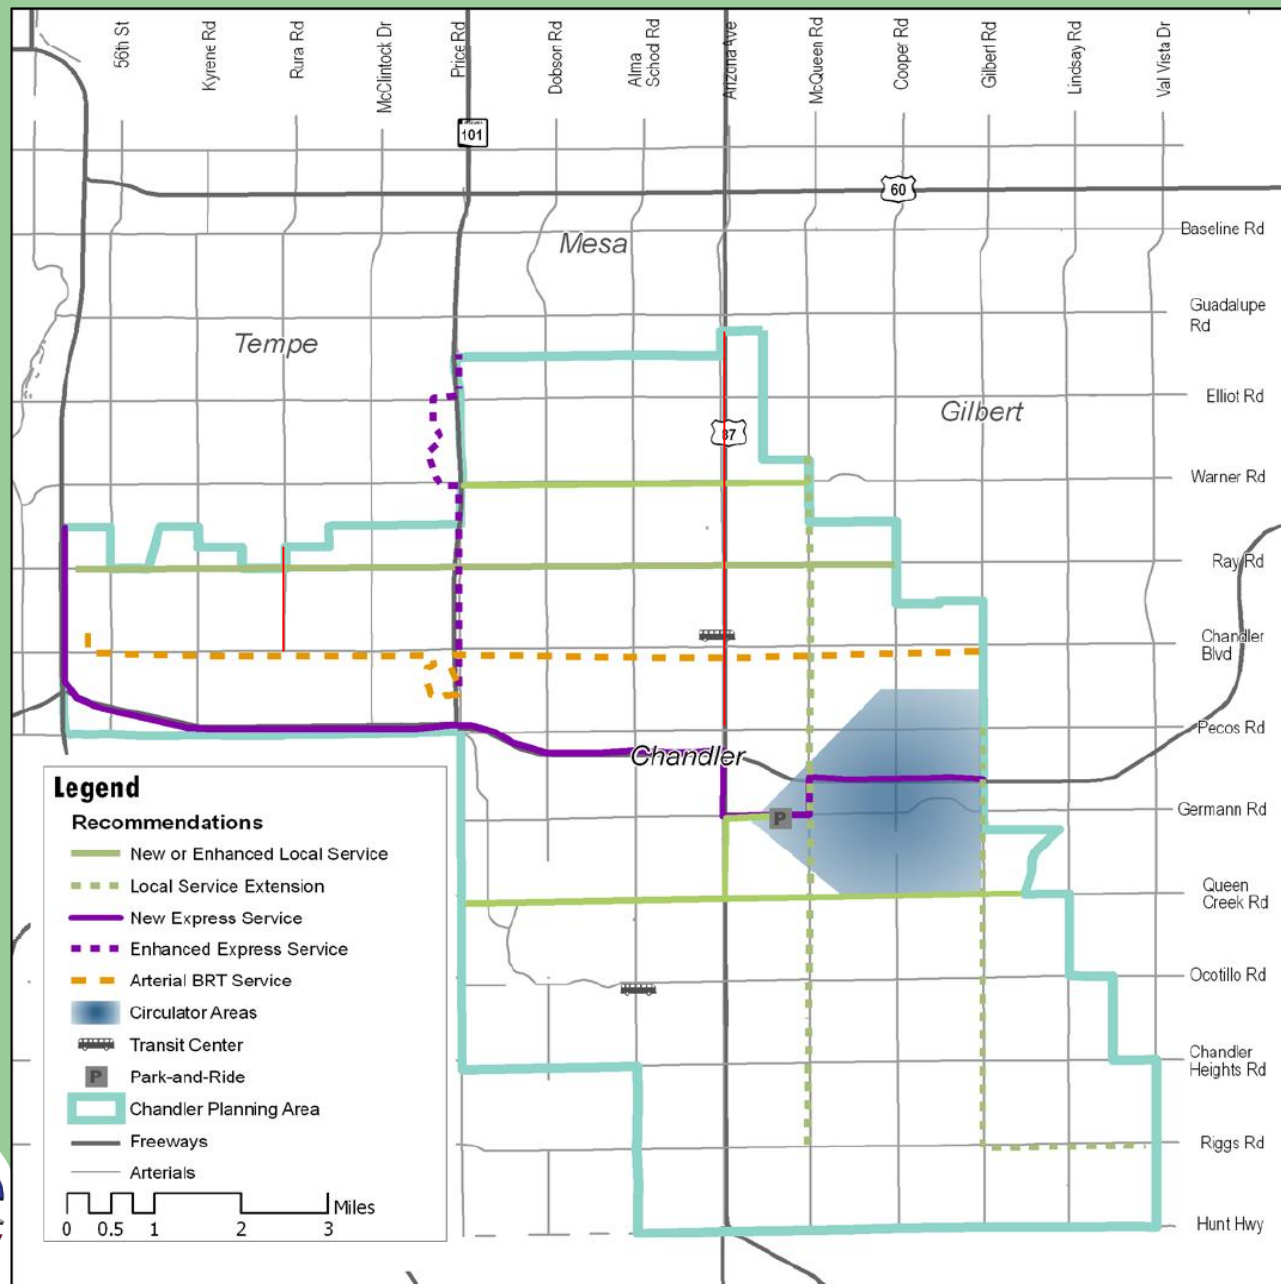 56th St
Kyrene Rd
Rura Rd
McClintock Dr
Price Rd
Dobson Rd
Alma
School Rd
Arizona Ave
McQueen Rd
Cooper Rd
Gilbert Rd
Lindsay Rd
Val Vista Dr
101
60
Baseline Rd
Mesa
Guadalupe
Rd
Tempe
Elliot Rd
Gilbert
87
Warner Rd
Ray Rd
Chandler
Blvd
Pecos Rd
Chandler
Germann Rd
P
Queen
Creek Rd
Ocotillo Rd
Chandler
Heights Rd
Riggs Rd
Hunt Hwy
Legend
Recommendations
New or Enhanced Local Service
Local Service Extension
New Express Service
Enhanced Express Service
Arterial BRT Service
Circulator Areas
Transit Center
P
Park-and-Ride
Chandler Planning Area
Freeways
Arterials
Miles
0 0.5 1 2 3